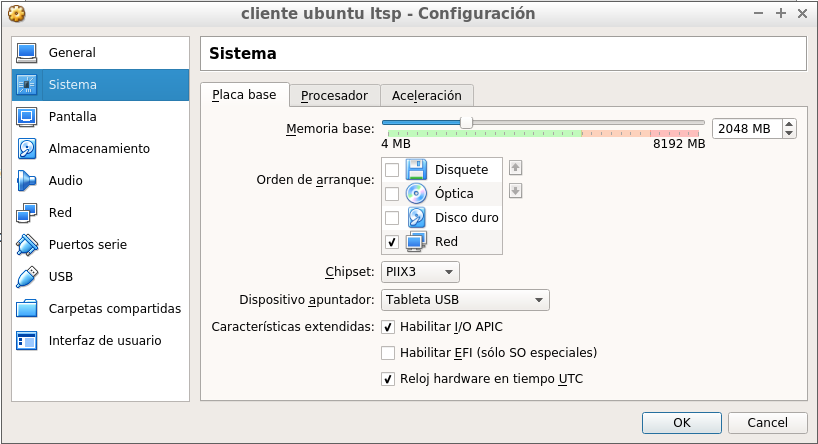 cliente ubuntu ltsp - Configuración
General
Sistema
Pantalla
Almacenamiento
Audio
Red
Puertos serie
USB
Carpetas compartidas
Interfaz de usuario
Sistema
Placa base Procesador Aceleración
Memoria base: 2048 MB
4 MB 8192 MB
Orden de arranque:
Disquete
Óptica
Disco duro
Red
Chipset: PIIX3
Dispositivo apuntador: Tableta USB
Características extendidas: Habilitar I/O APIC
Habilitar EFI (sólo SO especiales)
Reloj hardware en tiempo UTC
OK Cancel